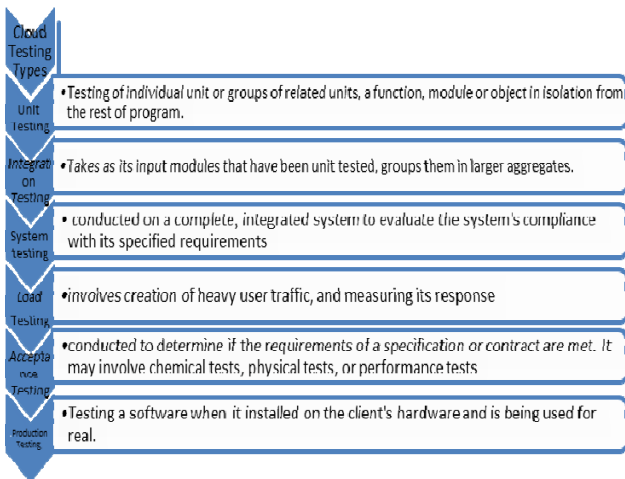 Cloud
Testing
Types
Unit
Testing
•Testing of individual unit or groups of related units, a function, module or object in isolation from
the rest of program.
Integrati
on
Testing
•Takes as its input modules that have been unit tested, groups them in larger aggregates.
System
testing
• conducted on a complete, integrated system to evaluate the system's compliance
with its specified requirements
Load
Testing
•involves creation of heavy user traffic, and measuring its response
Accepta
nce
Testing
•conducted to determine if the requirements of a specification or contract are met. It
may involve chemical tests, physical tests, or performance tests
Production
Testing
•Testing a software when it installed on the client's hardware and is being used for
real.